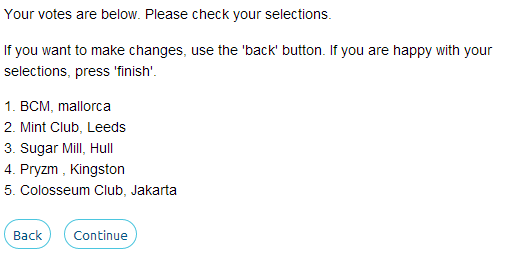 Your votes are below. Please check your selections.
If you want to make changes, use the 'back' button. If you are happy with your
selections, press 'finish'.
1. BCM, mallorca
2. Mint Club, Leeds
3. Sugar Mill, Hull
4. Pryzm , Kingston
5. Colosseum Club, Jakarta
Back Continue